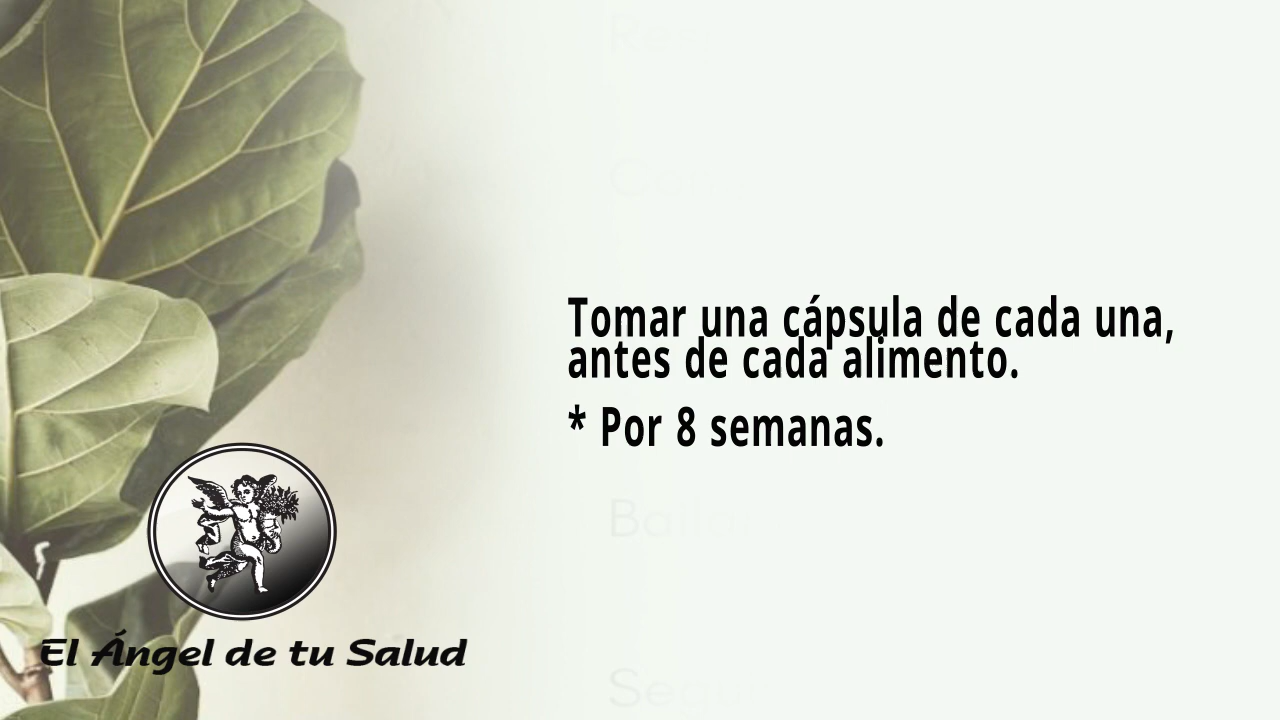 Tomar una cápsula de cada una,
antes de cada alimento.
* Por 8 semanas.
El Ángel de tu Salud